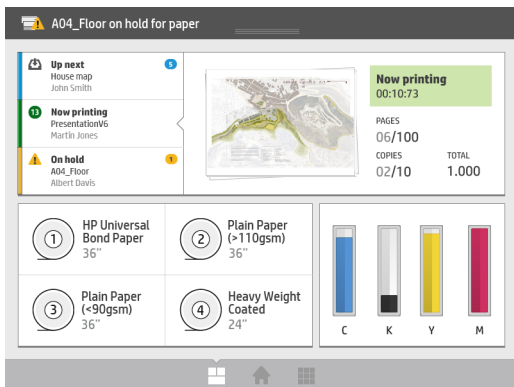 A04_Floor on hold for paper
Up next
5
House map
John Smith
13
Now printing
PresentationV6
Martin Jones
On hold
1
A04_Floor
Albert Davis
Now printing
00:10:73
PAGES
06/100
COPIES
TOTAL
02/10
1.000
1
HP Universal
Bond Paper
36"
2
Plain Paper
(>110gsm)
36"
3
Plain Paper
(<90gsm)
36"
4
Heavy Weight
Coated
24"
C
K
Y
M